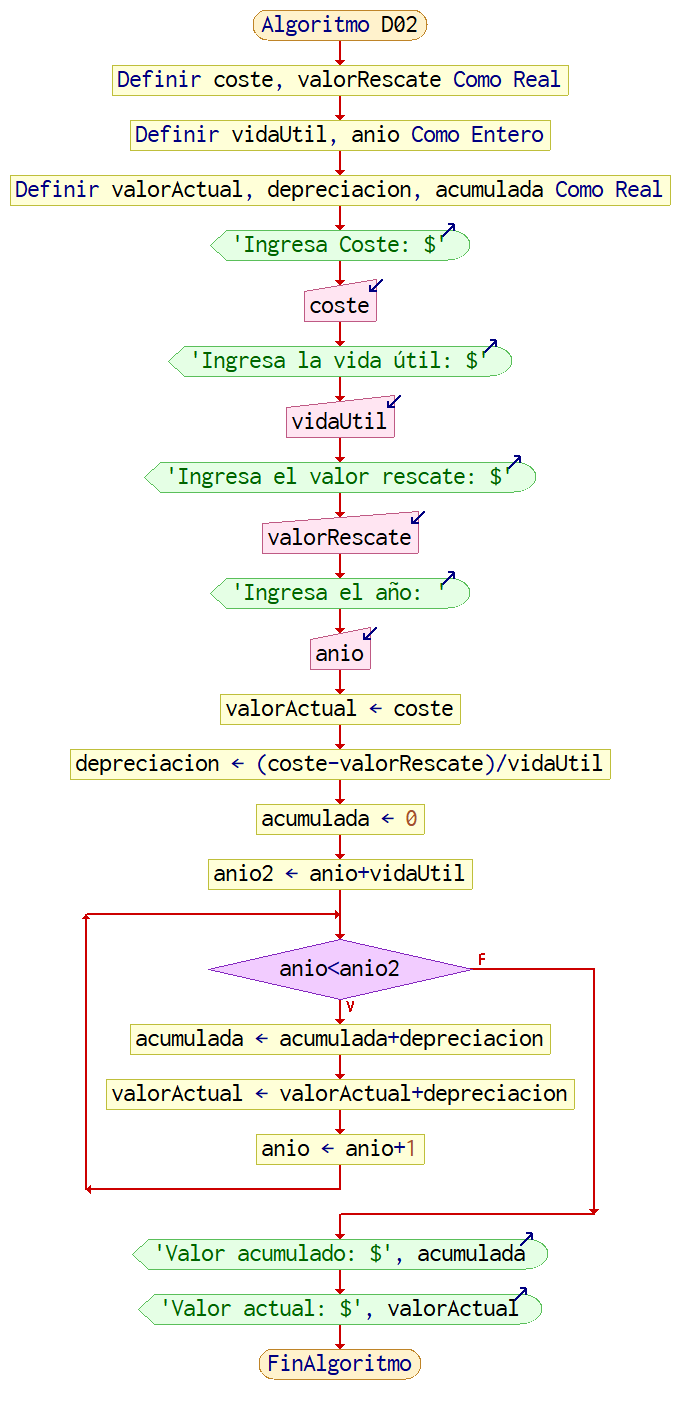 Algoritmo D02
Definir coste, valorRescate Como Real
Definir vidaUtil, anio Como Entero
Definir valorActual, depreciacion, acumulada Como Real
'Ingresa Coste: $'
coste
'Ingresa la vida útil: $'
vidaUtil
'Ingresa el valor rescate: $'
valorRescate
'Ingresa el año: '
anio
valorActual ← coste
depreciacion ← (coste-valorRescate)/vidaUtil
acumulada ← 0
anio2 ← anio+vidaUtil
anio<anio2
F
V
acumulada ← acumulada+depreciacion
valorActual ← valorActual+depreciacion
anio ← anio+1
'Valor acumulado: $', acumulada
'Valor actual: $', valorActual
FinAlgoritmo